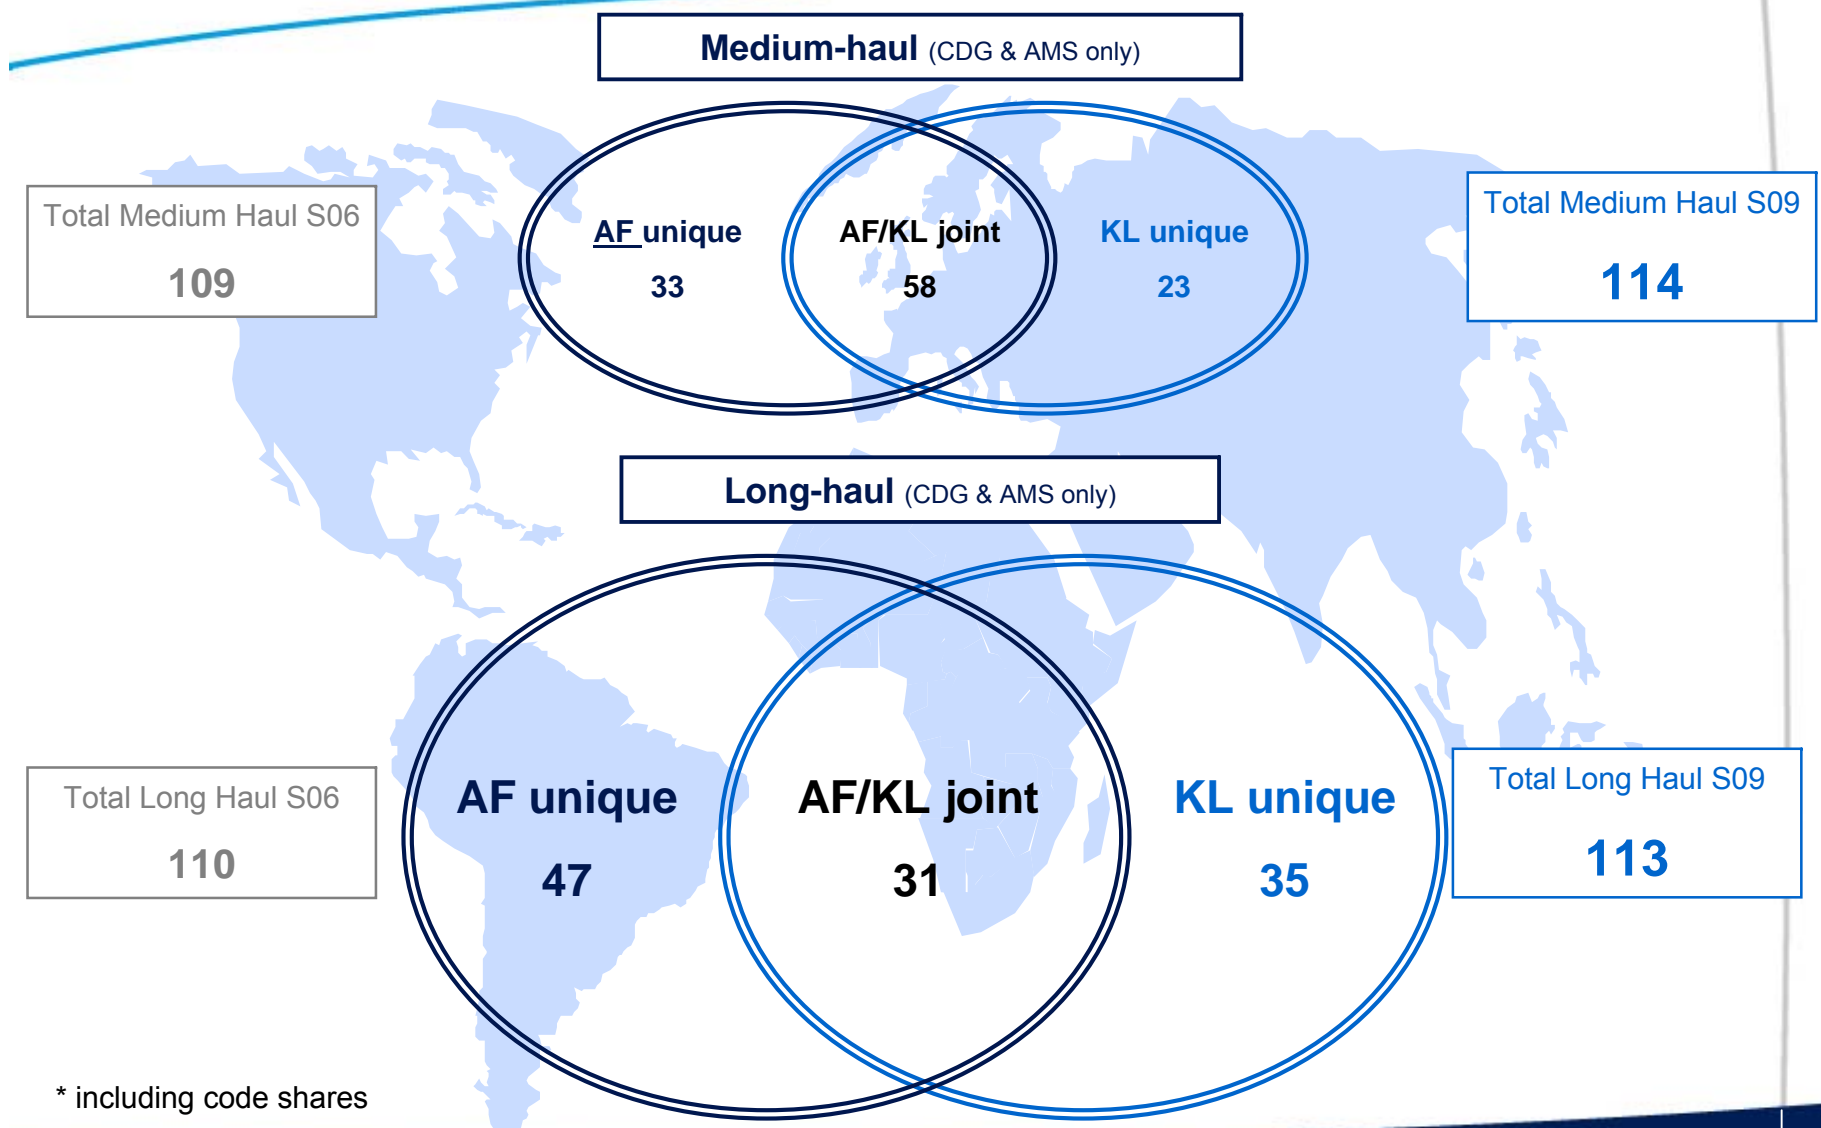 Medium-haul (CDG & AMS only)
Total Medium Haul S06
109
AF unique
33
AF/KL joint
58
KL unique
23
Total Medium Haul S09
114
Long-haul (CDG & AMS only)
Total Long Haul S06
110
AF unique
47
AF/KL joint
31
KL unique
35
Total Long Haul S09
113
* including code shares